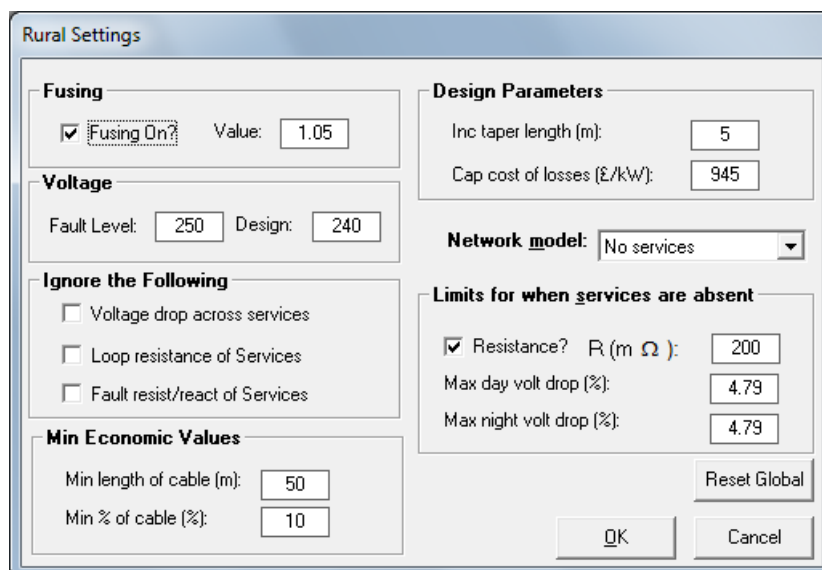 Rural Settings
Fusing
Fusing On? Value: 1.05
Voltage
Fault Level: 250 Design: 240
Ignore the Following
Voltage drop across services
Loop resistance of Services
Fault resist/react of Services
Min Economic Values
Min length of cable (m): 50
Min % of cable (%): 10
Design Parameters
Inc taper length (m): 5
Cap cost of losses (£/kW): 945
Network model: No services
Limits for when services are absent
Resistance? R (m Ω ): 200
Max day volt drop (%): 4.79
Max night volt drop (%): 4.79
Reset Global
OK Cancel